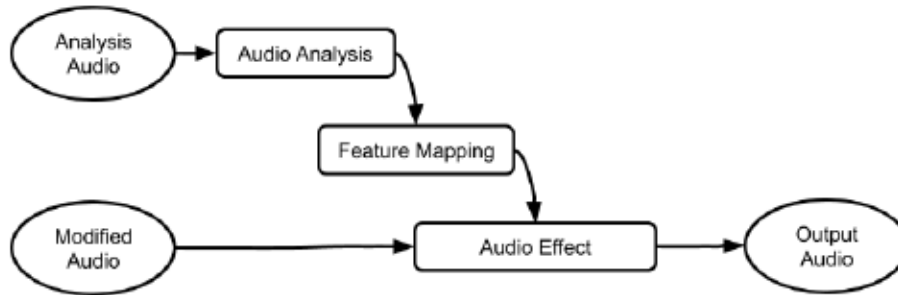 Analysis
Audio
Audio Analysis
Feature Mapping
Modified
Audio
Audio Effect
Output
Audio